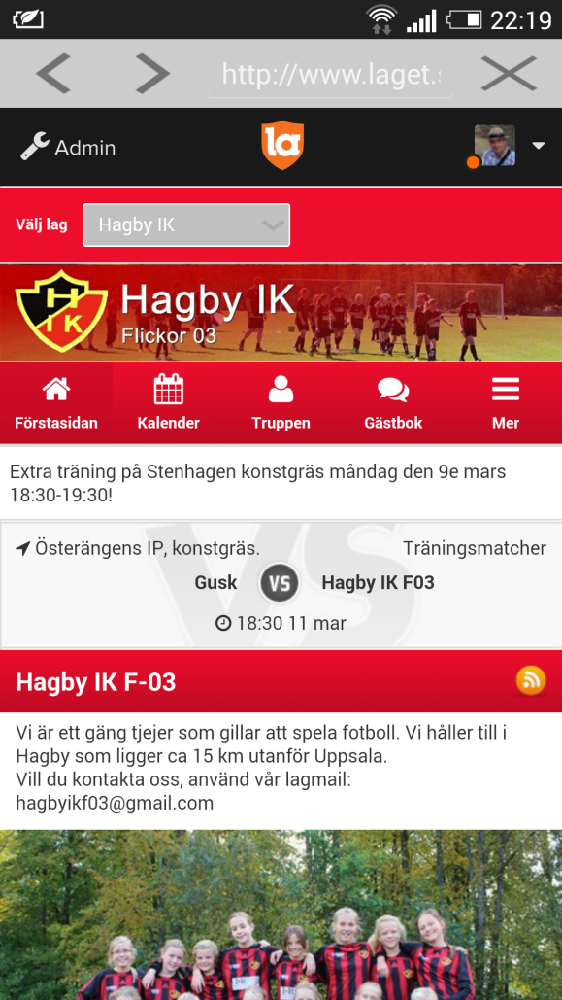 22:19
http://www.laget.s
Admin
la
Välj lag
Hagby IK
HIK
Hagby IK
Flickor 03
Förstasidan
Kalender
Truppen
Gästbok
Mer
Extra träning på Stenhagen konstgräs måndag den 9e mars
18:30-19:30!
Österängens IP, konstgräs.
Träningsmatcher
Gusk VS Hagby IK F03
18:30 11 mar
Hagby IK F-03
Vi är ett gäng tjejer som gillar att spela fotboll. Vi håller till i
Hagby som ligger ca 15 km utanför Uppsala.
Vill du kontakta oss, använd vår lagmail:
hagbyikf03@gmail.com